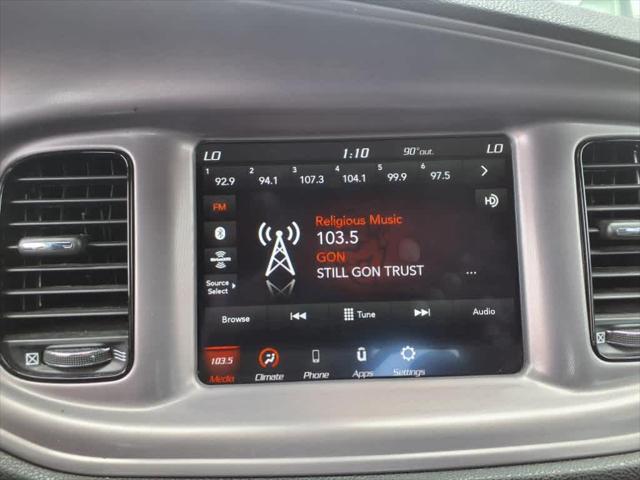 LO 1:10 90°out. LO
1 92.9 2 94.1 3 107.3 4 104.1 5 99.9 6 97.5
FM
HD
Religious Music
103.5
GON
STILL GON TRUST ...
SiriusXM
Source
Select
Browse Tune Audio
103.5
Media Climate Phone Apps Settings